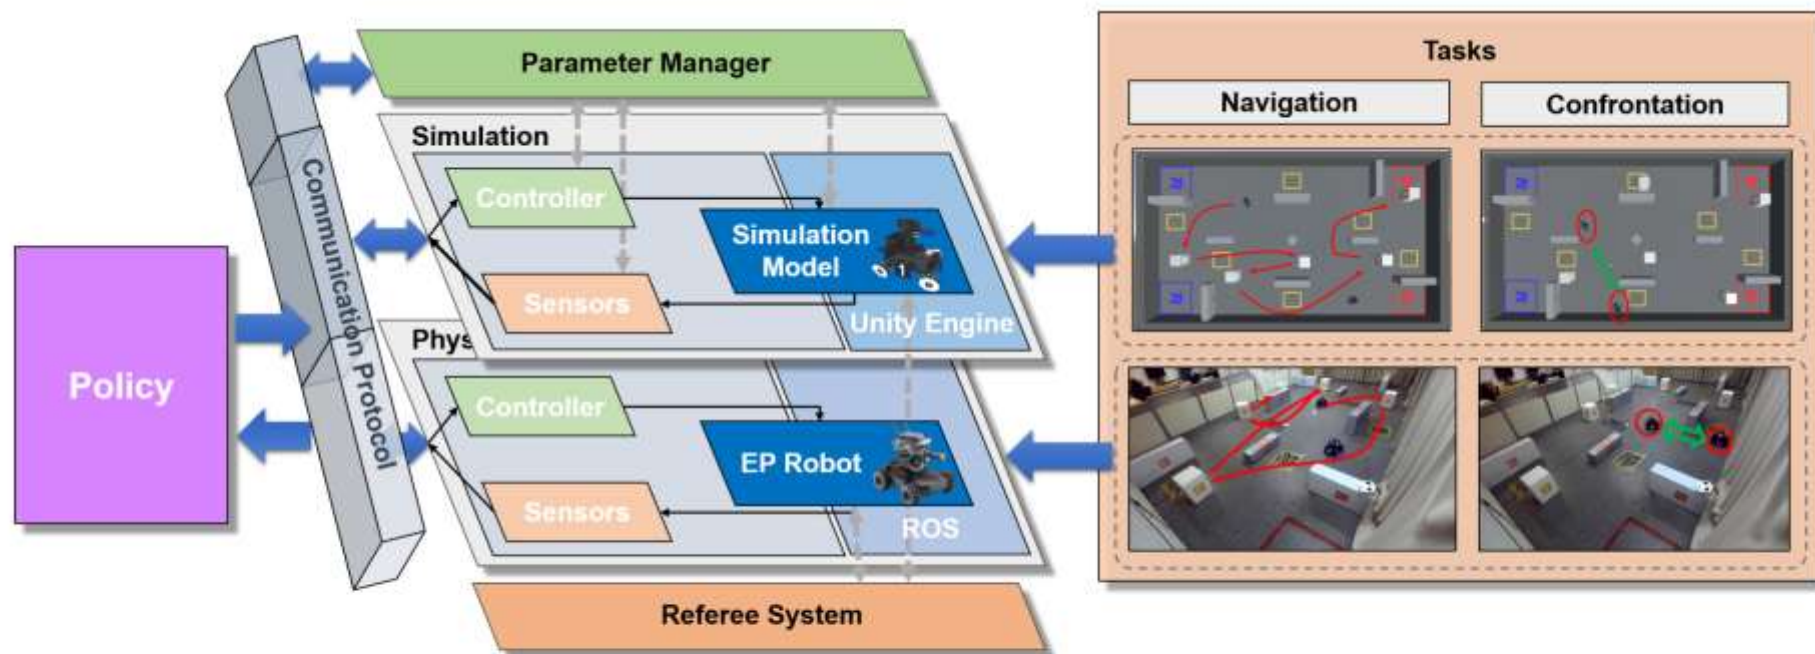 Parameter Manager
Tasks
Navigation
Confrontation
Simulation
Controller
Simulation
Model
1
Sensors
Unity Engine
Communication Protocol
Policy
Phys
Controller
EP Robot
Sensors
ROS
Referee System